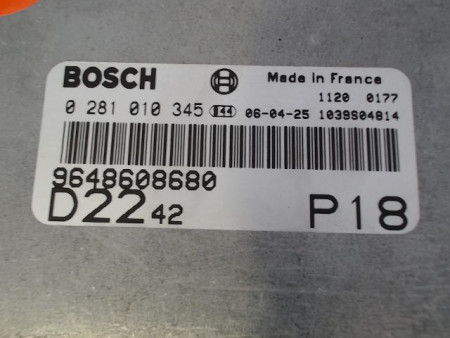 BOSCH Made in France
1120 0177
0 281 010 345 06-04-25 1039S04814
9648608680
D22 42 P18